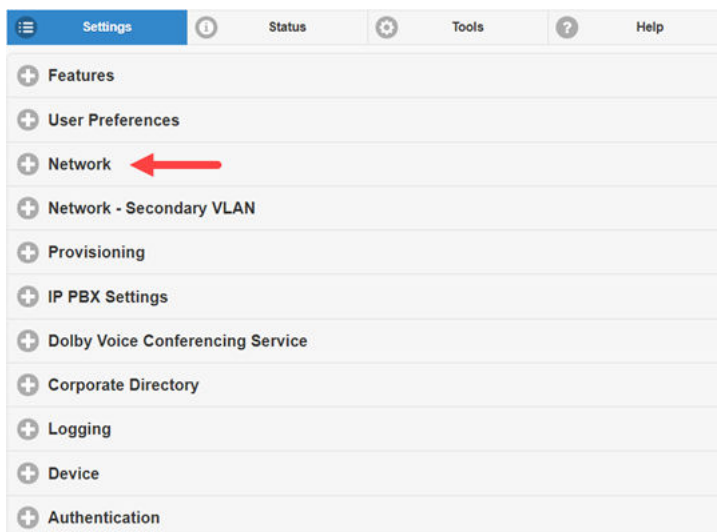 Settings Status Tools Help
Features
User Preferences
Network
Network - Secondary VLAN
Provisioning
IP PBX Settings
Dolby Voice Conferencing Service
Corporate Directory
Logging
Device
Authentication